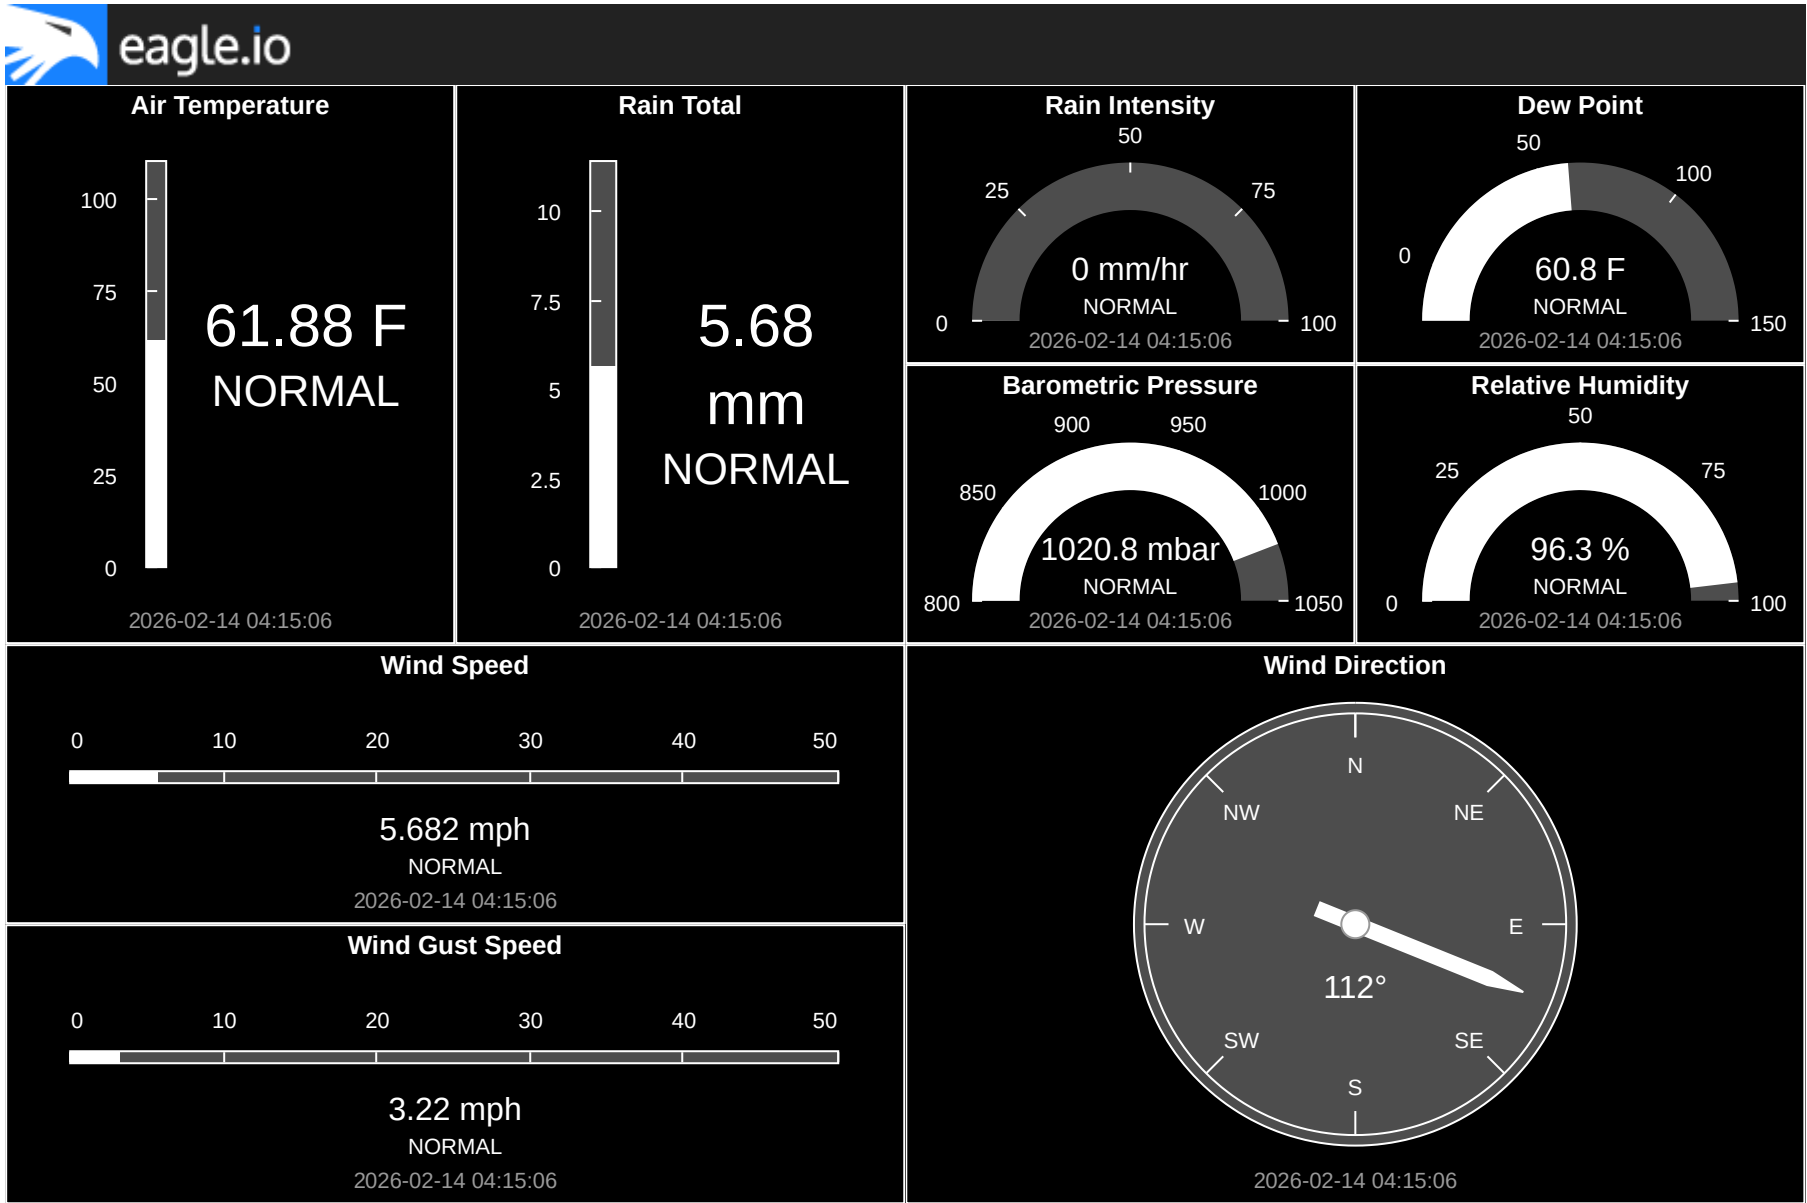 eagle.io
Air Temperature
100
75
50
25
0
61.88 F
NORMAL
2026-02-14 04:15:06
Rain Total
10
7.5
5
2.5
0
5.68
mm
NORMAL
2026-02-14 04:15:06
Rain Intensity
50
25
75
0
100
0 mm/hr
NORMAL
2026-02-14 04:15:06
Dew Point
50
100
0
150
60.8 F
NORMAL
2026-02-14 04:15:06
Barometric Pressure
900
950
850
1000
800
1050
1020.8 mbar
NORMAL
2026-02-14 04:15:06
Relative Humidity
50
25
75
0
100
96.3 %
NORMAL
2026-02-14 04:15:06
Wind Speed
0 10 20 30 40 50
5.682 mph
NORMAL
2026-02-14 04:15:06
Wind Gust Speed
0 10 20 30 40 50
3.22 mph
NORMAL
2026-02-14 04:15:06
Wind Direction
N
NW
NE
W
E
112°
SW
SE
S
2026-02-14 04:15:06